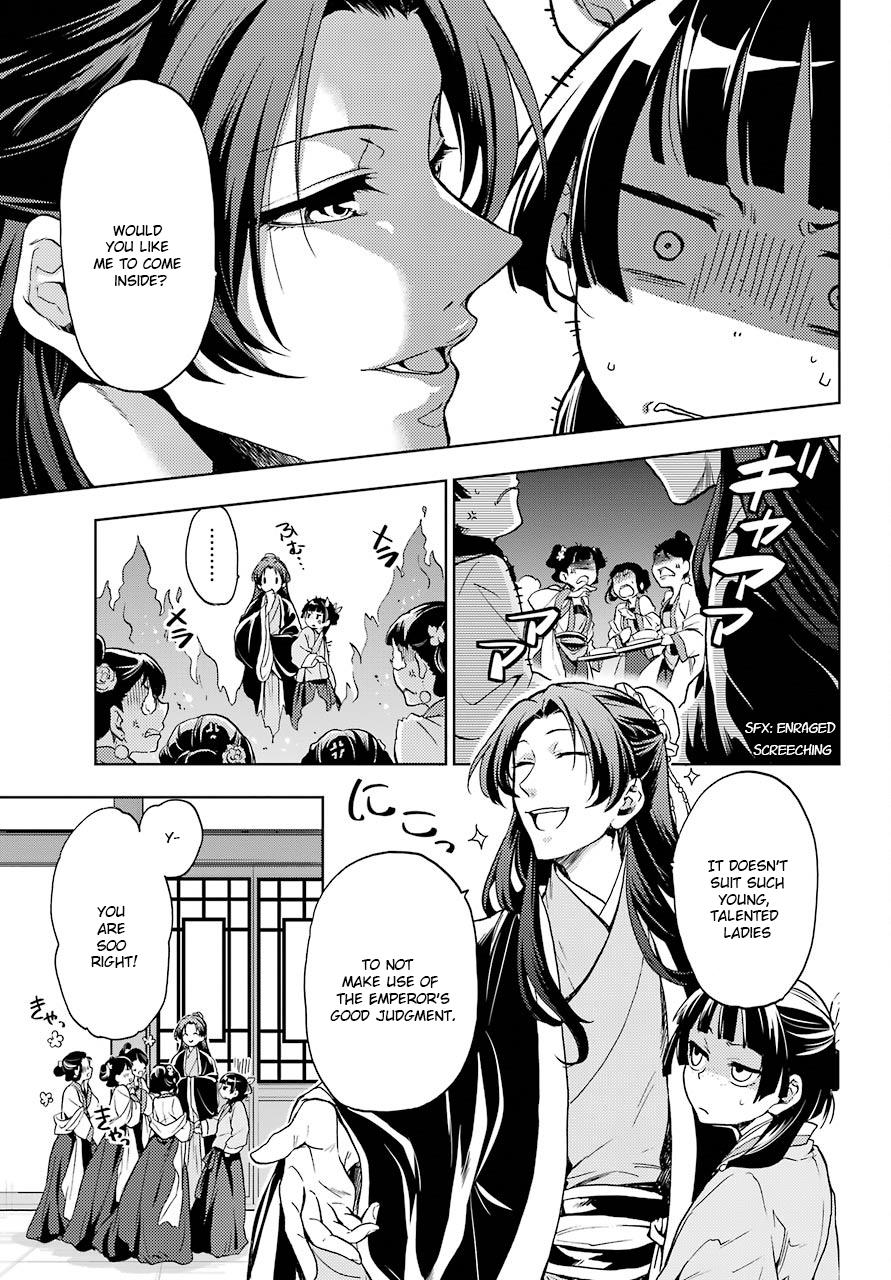 WOULD
YOU LIKE
ME TO COME
INSIDE?
ギャアアアア
SFX: ENRAGED
SCREECHING
ふむ…
………
メラ
メラ
にこっ
IT DOESN'T
SUIT SUCH
YOUNG,
TALENTED
LADIES
TO NOT
MAKE USE OF
THE EMPEROR'S
GOOD JUDGMENT.
Y-
YOU
ARE
SOO
RIGHT!
きゃっ
きゃっ